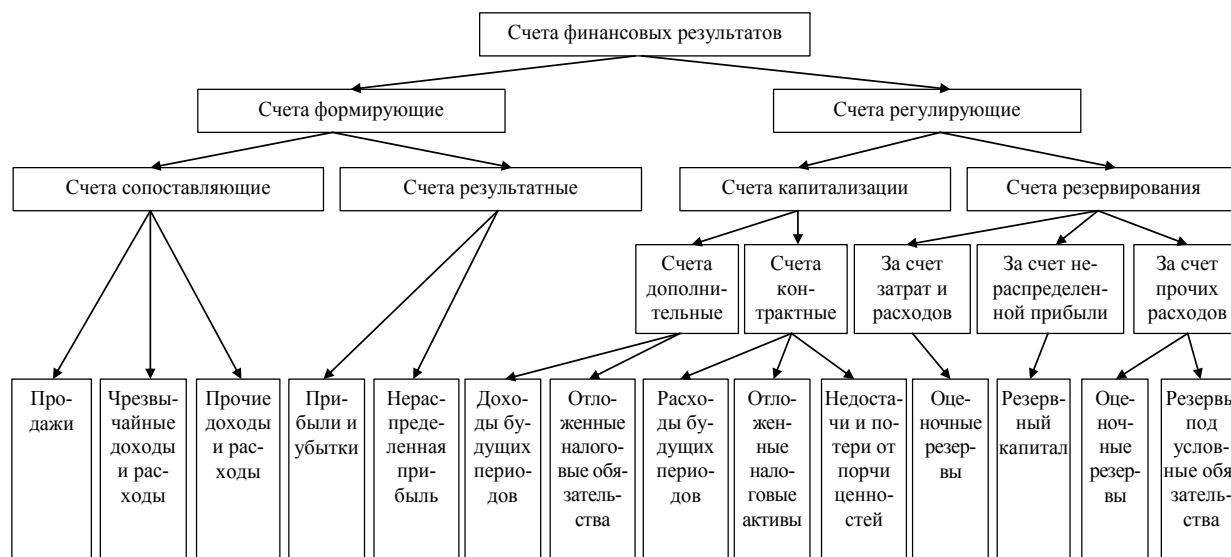 Счета финансовых результатов
Счета формирующие
Счета регулирующие
Счета сопоставляющие
Счета результатные
Счета капитализации
Счета резервирования
Счета
дополни-
тельные
Счета
кон-
трактные
За счет
затрат и
расходов
За счет не-
распределен-
ной прибыли
За счет
прочих
расходов
Про-
дажи
Чрезвы-
чайные
доходы
и рас-
ходы
Прочие
доходы
и рас-
ходы
При-
были и
убытки
Нерас-
преде-
ленная
при-
быль
Дохо-
ды бу-
дущих
перио-
дов
Отло-
женные
налого-
вые обя-
затель-
ства
Расхо-
ды бу-
дущих
перио-
дов
Отло-
жен-
ные
нало-
говые
активы
Недоста-
чи и по-
тери от
порчи
ценно-
стей
Оце-
ночные
резер-
вы
Резерв-
ный
капитал
Оце-
ноч-
ные
резер-
вы
Резервы
под
услов-
ные обя-
затель-
ства